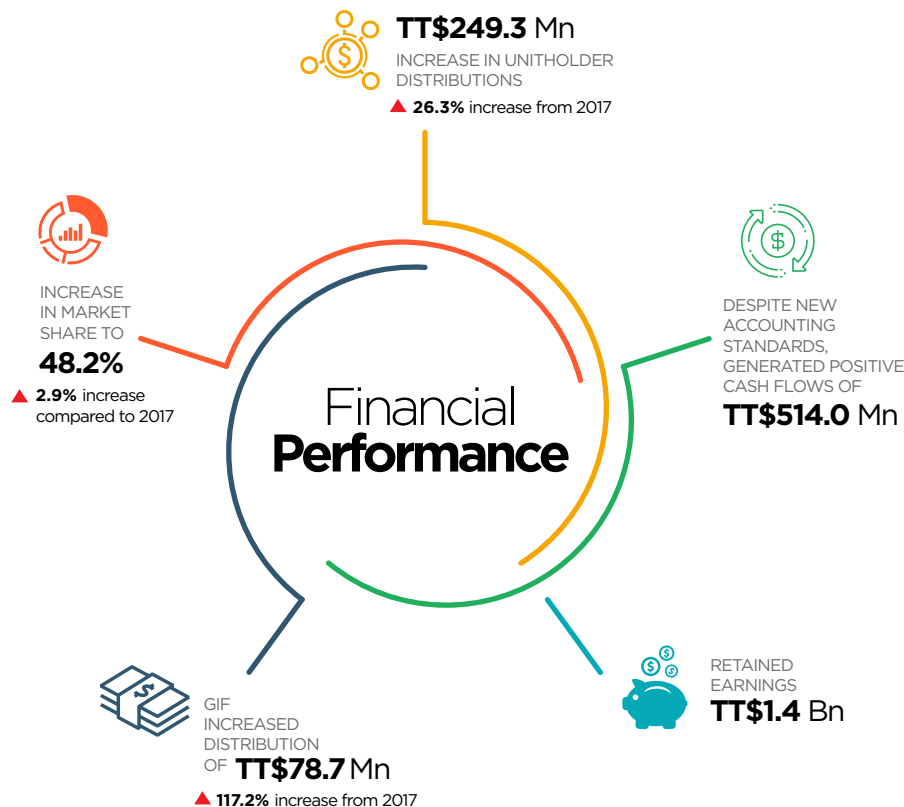 TT$249.3 Mn
INCREASE IN UNITHOLDER
DISTRIBUTIONS
26.3% increase from 2017
INCREASE
IN MARKET
SHARE TO
48.2%
2.9% increase
compared to 2017
DESPITE NEW
ACCOUNTING
STANDARDS,
GENERATED POSITIVE
CASH FLOWS OF
TT$514.0 Mn
Financial
Performance
GIF
INCREASED
DISTRIBUTION
OF TT$78.7 Mn
117.2% increase from 2017
RETAINED
EARNINGS
TT$1.4 Bn